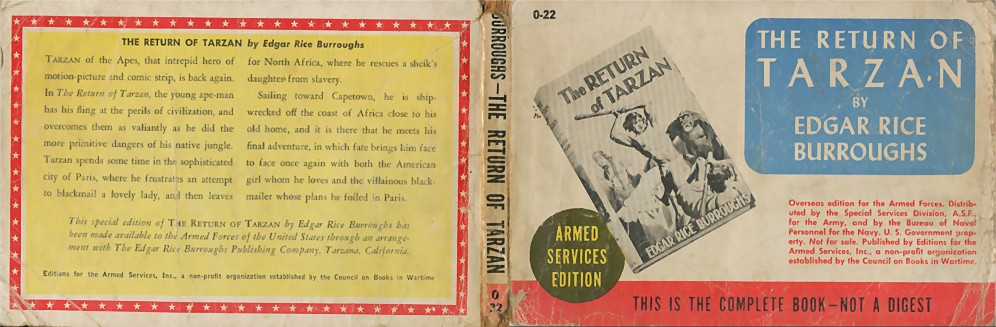 THE RETURN OF TARZAN by Edgar Rice Burroughs
TARZAN of the Apes, that intrepid hero of
motion-picture and comic strip, is back again.
In The Return of Tarzan, the young ape-man
has his fling at the perils of civilization, and
overcomes them as valiantly as he did the
more primitive dangers of his native jungle.
Tarzan spends some time in the sophisticated
city of Paris, where he frustrates an attempt
to blackmail a lovely lady, and then leaves
for North Africa, where he rescues a sheik's
daughter from slavery.
Sailing toward Capetown, he is ship-
wrecked off the coast of Africa close to his
old home, and it is there that he meets his
final adventure, in which fate brings him face
to face once again with both the American
girl whom he loves and the villainous black-
mailer whose plans he foiled in Paris.
This special edition of THE RETURN OF TARZAN by Edgar Rice Burroughs has
been made available to the Armed Forces of the United States through an arrange-
ment with The Edgar Rice Burroughs Publishing Company, Tarzana, California.
Editions for the Armed Services, Inc., a non-profit organization established by the Council on Books in Wartime
BURROUGHS—THE RETURN OF TARZAN
O
22
O-22
THE RETURN OF
TARZAN
BY
EDGAR RICE
BURROUGHS
The RETURN
of TARZAN
EDGAR RICE BURROUGHS
ARMED
SERVICES
EDITION
Overseas edition for the Armed Forces. Distrib-
uted by the Special Services Division, A.S.F.,
for the Army, and by the Bureau of Naval
Personnel for the Navy. U. S. Government prop-
erty. Not for sale. Published by Editions for the
Armed Services, Inc., a non-profit organization
established by the Council on Books in Wartime.
THIS IS THE COMPLETE BOOK—NOT A DIGEST